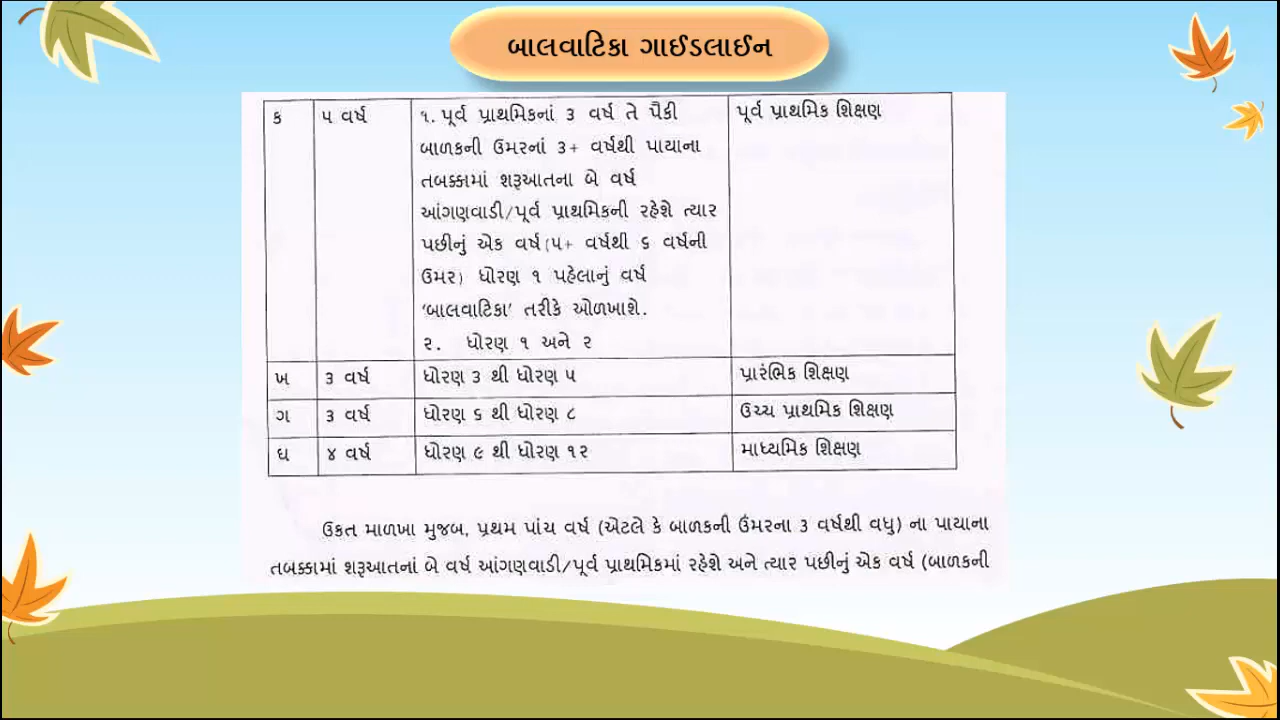 બાલવાટિકા ગાઈડલાઈન
ક ૫ વર્ષ ૧. પૂર્વ પ્રાથમિકનાં ૩ વર્ષ તે પૈકી પૂર્વ પ્રાથમિક શિક્ષણ
બાળકની ઉમરનાં ૩+ વર્ષથી પાયાના
તબક્કામાં શરૂઆતના બે વર્ષ
આંગણવાડી/પૂર્વ પ્રાથમિકની રહેશે ત્યાર
પછીનું એક વર્ષ(૫+ વર્ષથી ૬ વર્ષની
ઉમર) ધોરણ ૧ પહેલાનું વર્ષ
‘બાલવાટિકા’ તરીકે ઓળખાશે.
૨. ધોરણ ૧ અને ૨
ખ ૩ વર્ષ ધોરણ ૩ થી ધોરણ ૫ પ્રારંભિક શિક્ષણ
ગ ૩ વર્ષ ધોરણ ૬ થી ધોરણ ૮ ઉચ્ચ પ્રાથમિક શિક્ષણ
ઘ ૪ વર્ષ ધોરણ ૯ થી ધોરણ ૧૨ માધ્યમિક શિક્ષણ
ઉકત માળખા મુજબ, પ્રથમ પાંચ વર્ષ (એટલે કે બાળકની ઉંમરના ૩ વર્ષથી વધુ) ના પાયાના
તબક્કામાં શરૂઆતનાં બે વર્ષ આંગણવાડી/પૂર્વ પ્રાથમિકમાં રહેશે અને ત્યાર પછીનું એક વર્ષ (બાળકની